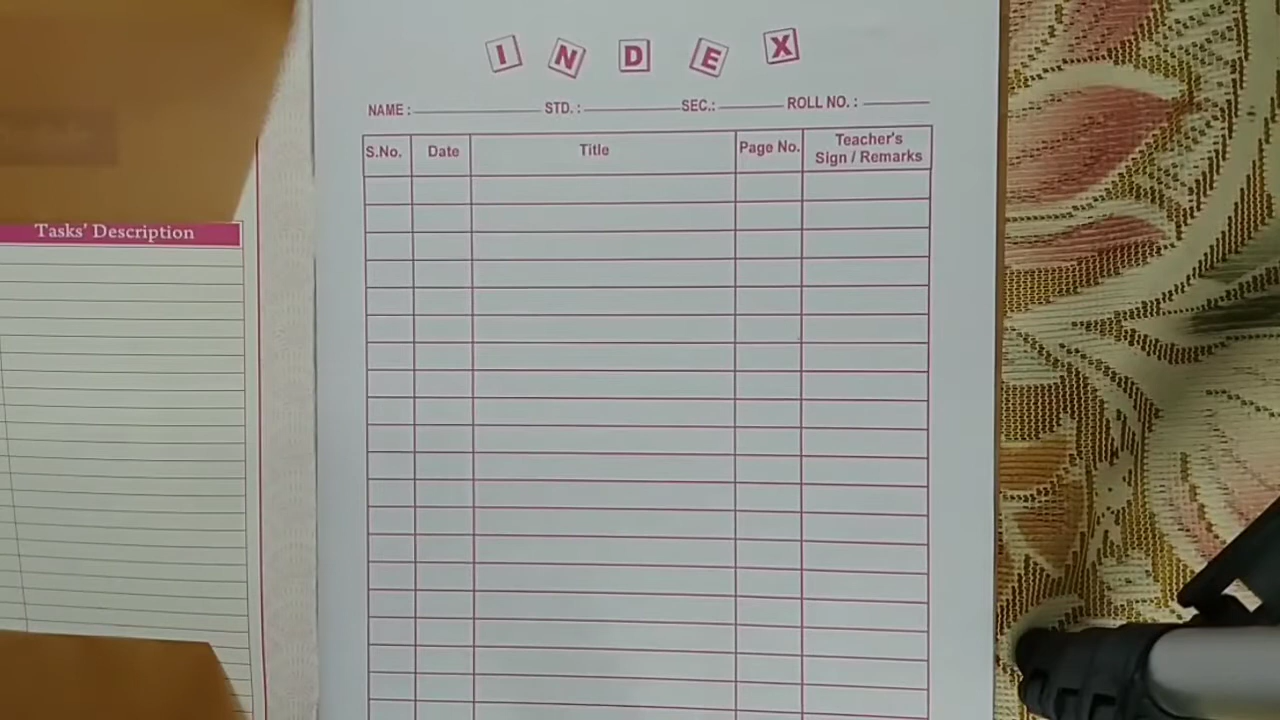 I N D E X
NAME : STD. : SEC.: ROLL NO. :
S.No. Date Title Page No. Teacher's Sign / Remarks
Tasks' Description